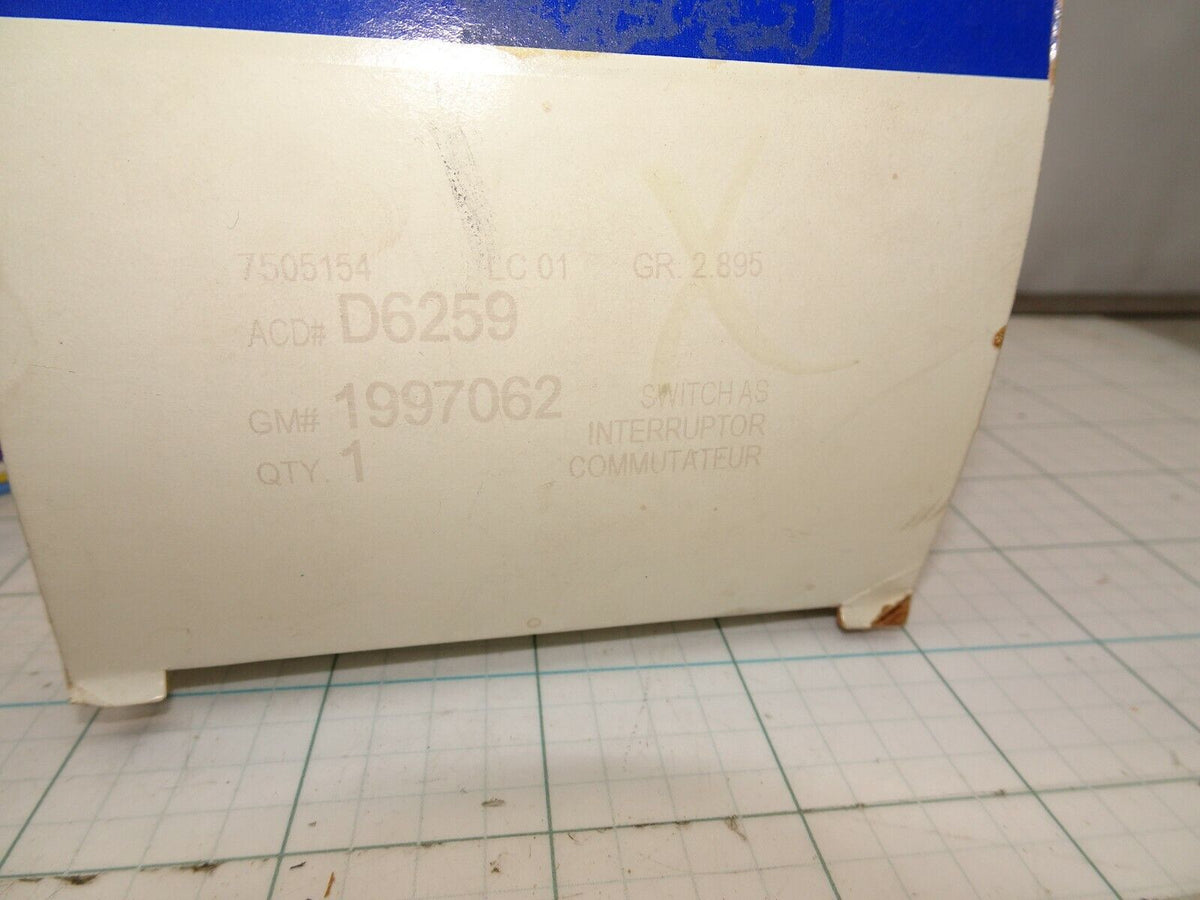 7505154 LC 01 GR. 2.895
ACD# D6259
GM# 1997062
QTY. 1
SWITCH AS
INTERRUPTOR
COMMUTATEUR